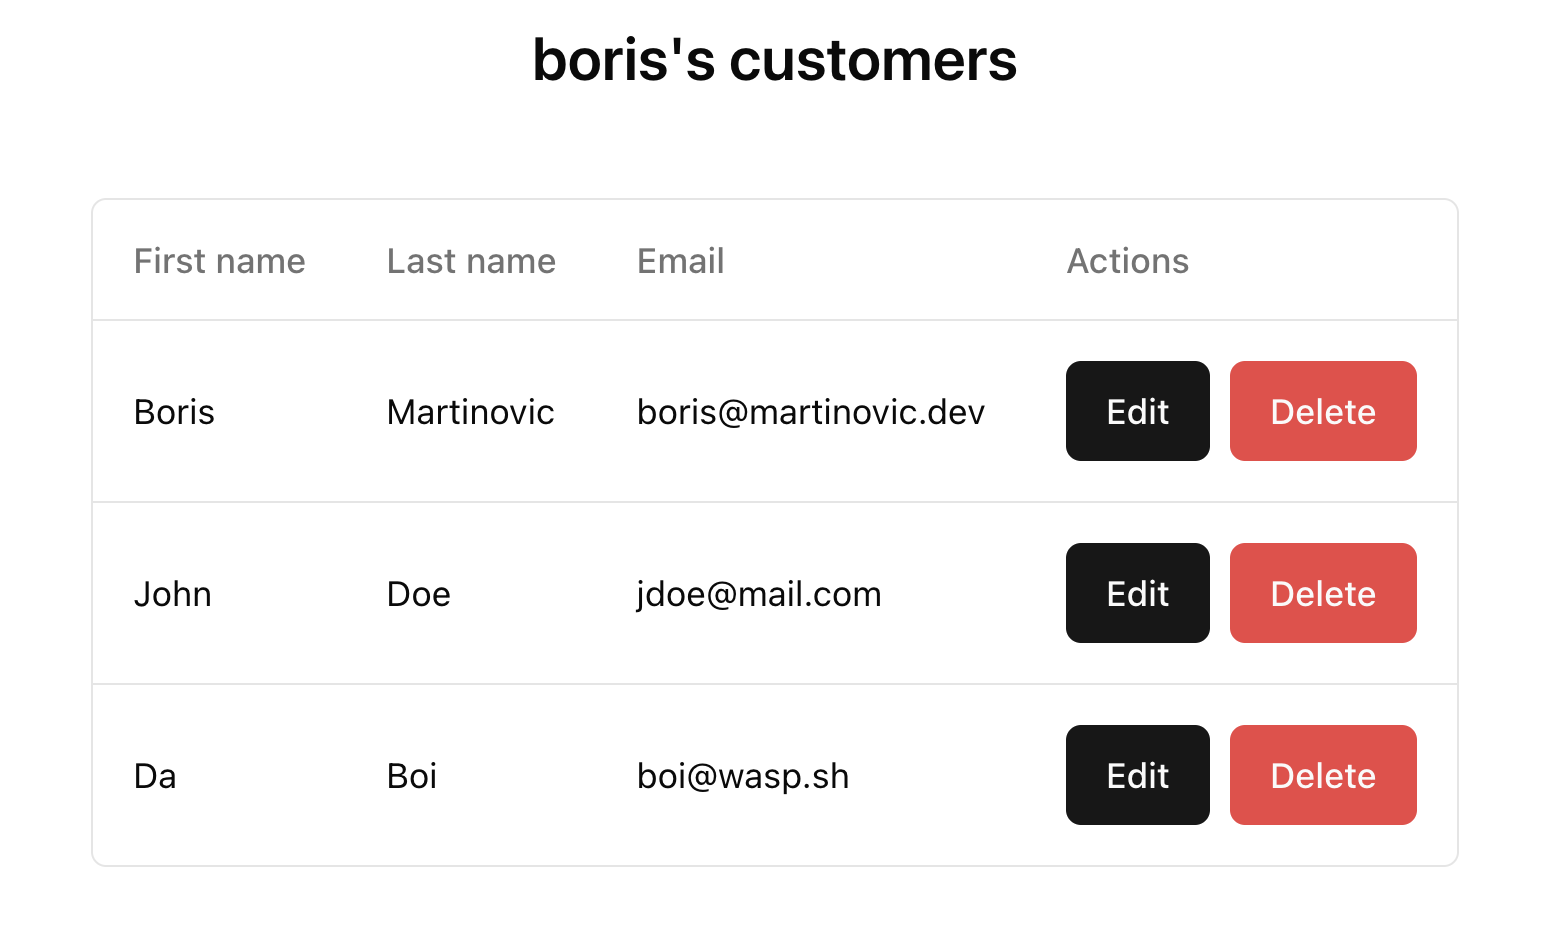 boris's customers
First name Last name Email Actions
Boris Martinovic boris@martinovic.dev Edit Delete
John Doe jdoe@mail.com Edit Delete
Da Boi boi@wasp.sh Edit Delete